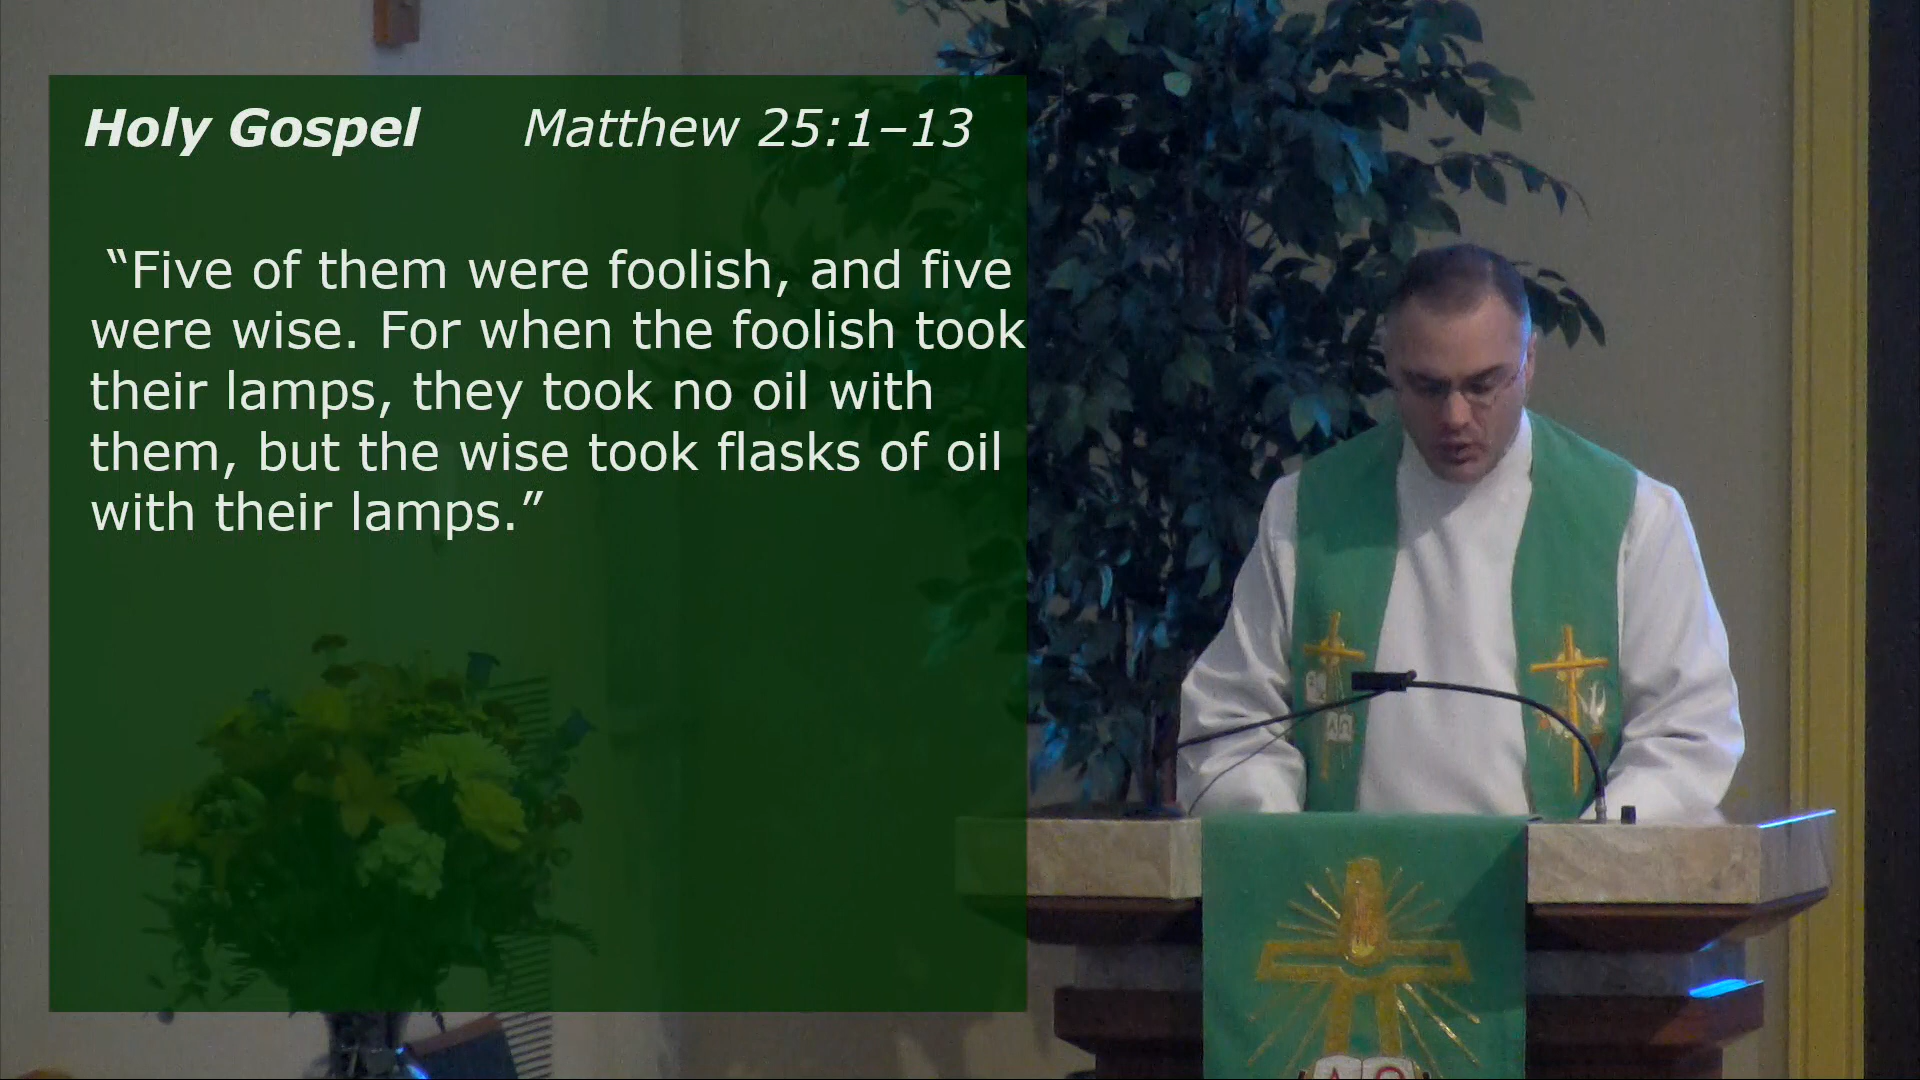 Holy Gospel Matthew 25:1–13
“Five of them were foolish, and five
were wise. For when the foolish took
their lamps, they took no oil with
them, but the wise took flasks of oil
with their lamps.”
ΑΩ
Α Ω